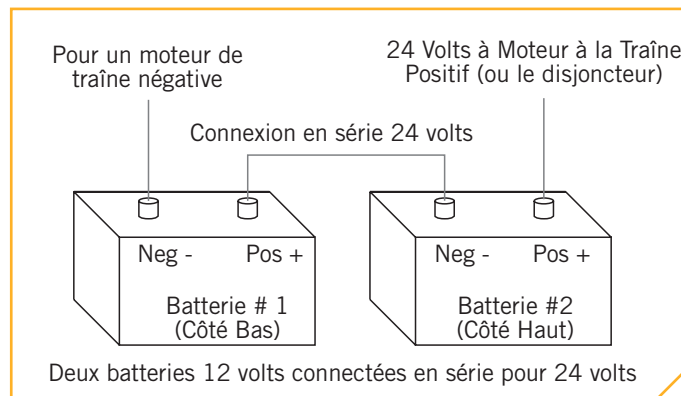 Pour un moteur de
traîne négative
24 Volts à Moteur à la Traîne
Positif (ou le disjoncteur)
Connexion en série 24 volts
Neg -
Pos +
Neg -
Pos +
Batterie # 1
(Côté Bas)
Batterie #2
(Côté Haut)
Deux batteries 12 volts connectées en série pour 24 volts